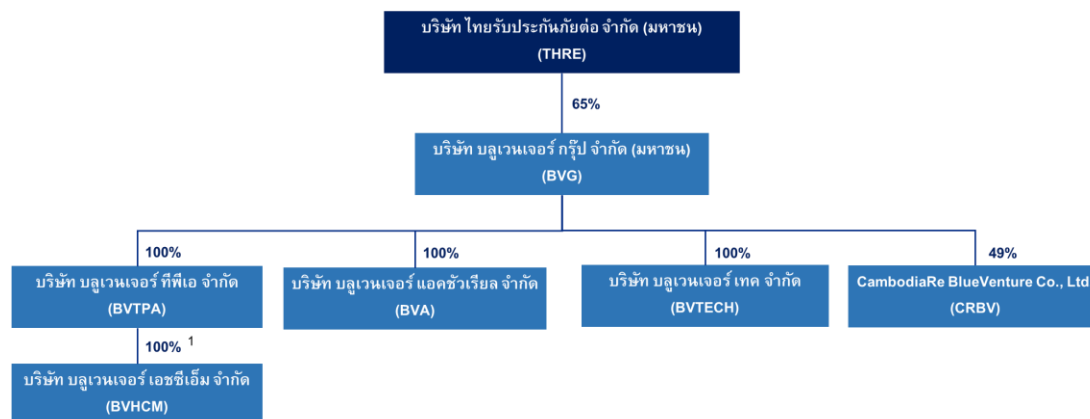 บริษัท ไทยรับประกันภัยต่อ จำกัด (มหาชน)
(THRE)
65%
บริษัท บลูเวนเจอร์ กรุ๊ป จำกัด (มหาชน)
(BVG)
100%
100%
100%
49%
บริษัท บลูเวนเจอร์ ทีพีเอ จำกัด
(BVTPA)
บริษัท บลูเวนเจอร์ แอคชัวเรียล จำกัด
(BVA)
บริษัท บลูเวนเจอร์ เทค จำกัด
(BVTECH)
CambodiaRe BlueVenture Co., Ltd
(CRBV)
100% 1
บริษัท บลูเวนเจอร์ เอชซีเอ็ม จำกัด
(BVHCM)